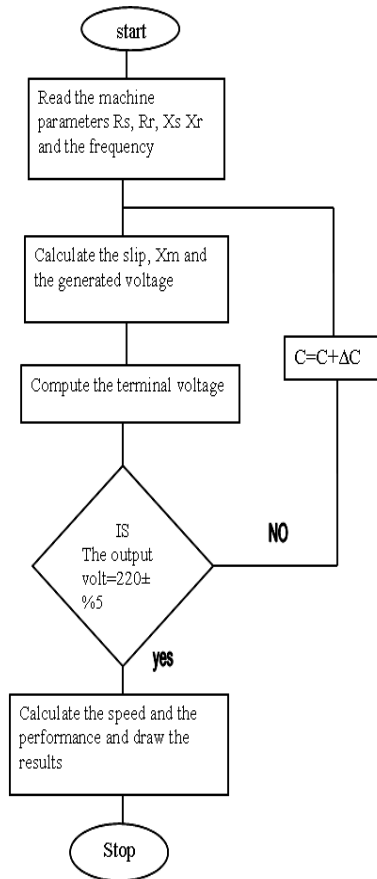 start
Read the machine
parameters Rs, Rr, Xs Xr
and the frequency
Calculate the slip, Xm and
the generated voltage
C=C+ΔC
Compute the terminal voltage
IS
The output
volt=220±
%5
NO
yes
Calculate the speed and the
performance and draw the
results
Stop